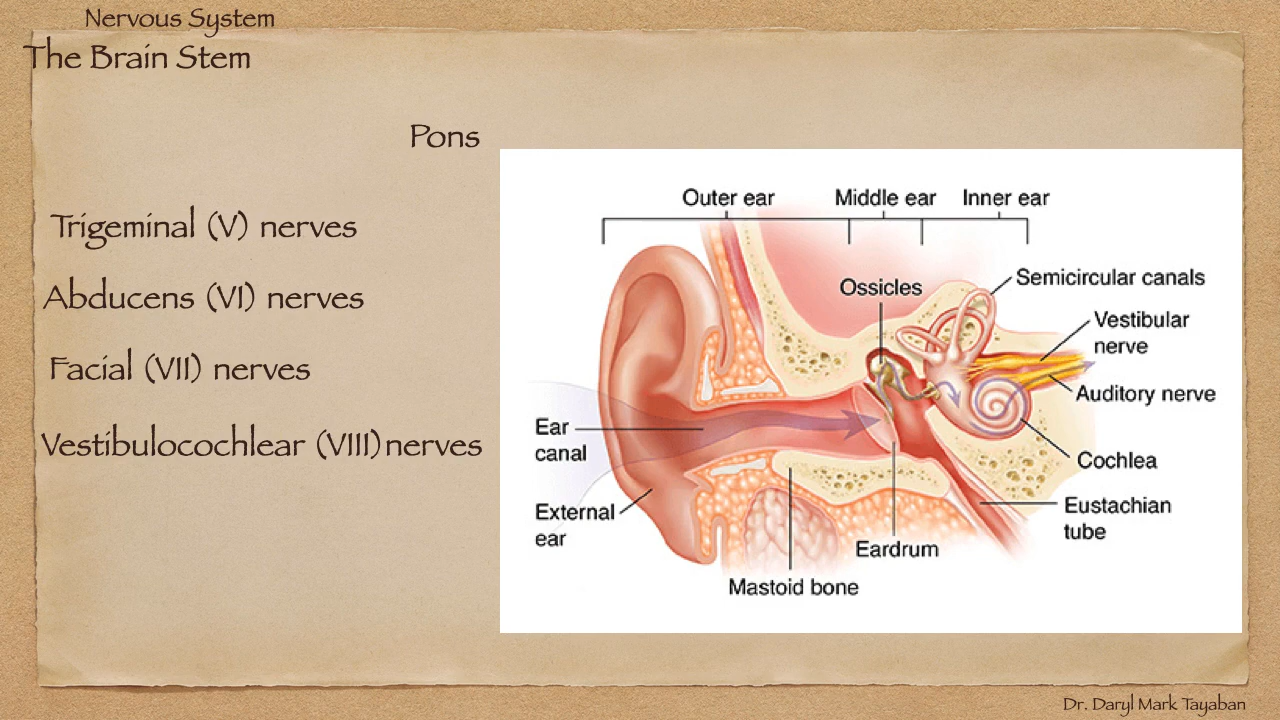 Nervous System
The Brain Stem
Pons
Trigeminal (V) nerves
Abducens (VI) nerves
Facial (VII) nerves
Vestibulocochlear (VIII) nerves
Outer ear
Middle ear
Inner ear
Ossicles
Semicircular canals
Vestibular
nerve
Auditory nerve
Ear
canal
Cochlea
External
ear
Eustachian
tube
Eardrum
Mastoid bone
Dr. Daryl Mark Tayaban